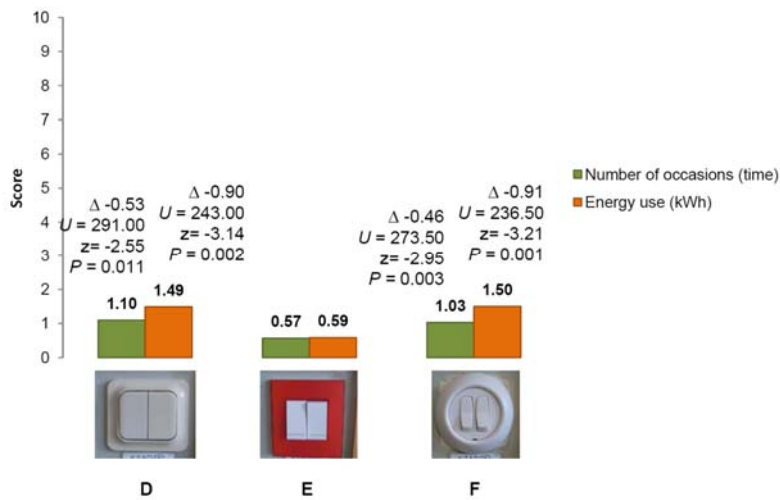 10
9
8
7
6
5
4
3
2
1
0
Score
Δ -0.53
U = 291.00
z= -2.55
P = 0.011
Δ -0.90
U = 243.00
z= -3.14
P = 0.002
Δ -0.46
U = 273.50
z= -2.95
P = 0.003
Δ -0.91
U = 236.50
z= -3.21
P = 0.001
1.10
1.49
0.57
0.59
1.03
1.50
Number of occasions (time)
Energy use (kWh)
D
E
F